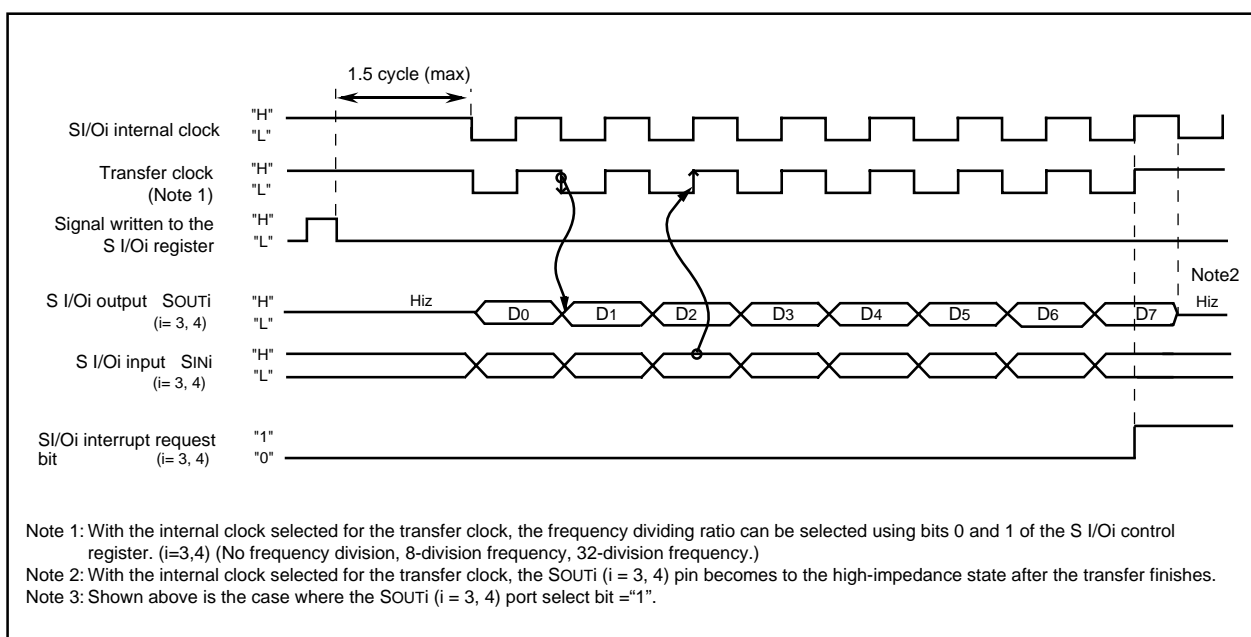 1.5 cycle (max)
SI/Oi internal clock "H" "L"
Transfer clock (Note 1) "H" "L"
Signal written to the S I/Oi register "H" "L"
S I/Oi output SOUTi (i= 3, 4) "H" "L" Hiz D0 D1 D2 D3 D4 D5 D6 D7 Note2 Hiz
S I/Oi input SINi (i= 3, 4) "H" "L"
SI/Oi interrupt request bit (i= 3, 4) "1" "0"
Note 1: With the internal clock selected for the transfer clock, the frequency dividing ratio can be selected using bits 0 and 1 of the S I/Oi control
register. (i=3,4) (No frequency division, 8-division frequency, 32-division frequency.)
Note 2: With the internal clock selected for the transfer clock, the SOUTi (i = 3, 4) pin becomes to the high-impedance state after the transfer finishes.
Note 3: Shown above is the case where the SOUTi (i = 3, 4) port select bit =“1”.